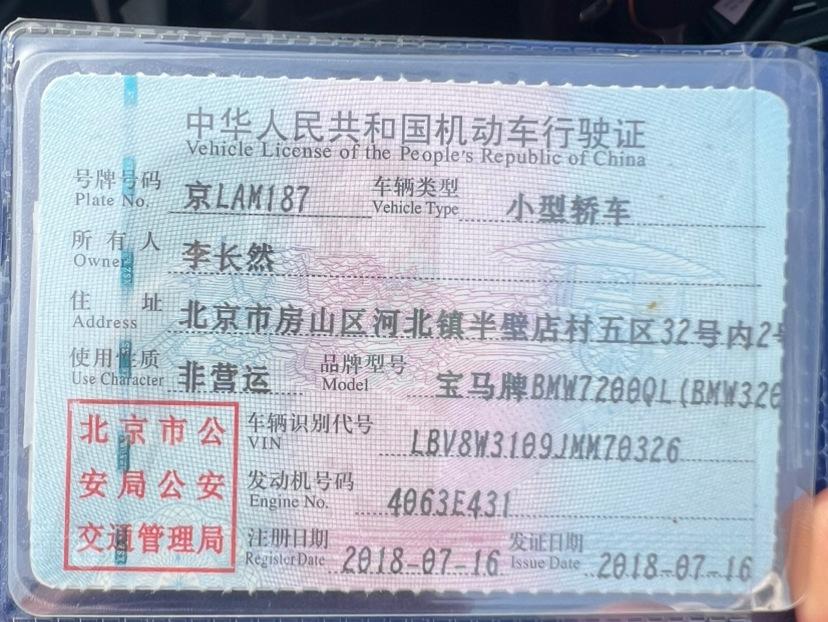 中华人民共和国机动车行驶证
Vehicle License of the People's Republic of China
号牌号码 京LAM187 车辆类型 小型轿车
Plate No. Vehicle Type
所有人 李长然
Owner
住址 北京市房山区河北镇半壁店村五区32号内2号
Address
使用性质 非营运 品牌型号 宝马牌BMW7200QL(BMW320
Use Character Model
北京市公
安局公安
交通管理局
车辆识别代号 LBV8W3109JMM70326
VIN
发动机号码 4063E431
Engine No.
注册日期 2018-07-16 发证日期 2018-07-16
Register Date Issue Date